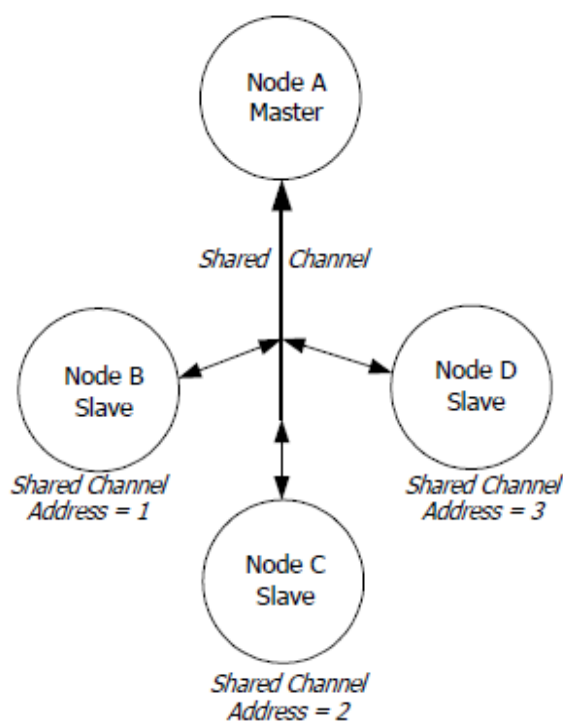 Node A
Master
Shared Channel
Node B
Slave
Shared Channel
Address = 1
Node D
Slave
Shared Channel
Address = 3
Node C
Slave
Shared Channel
Address = 2